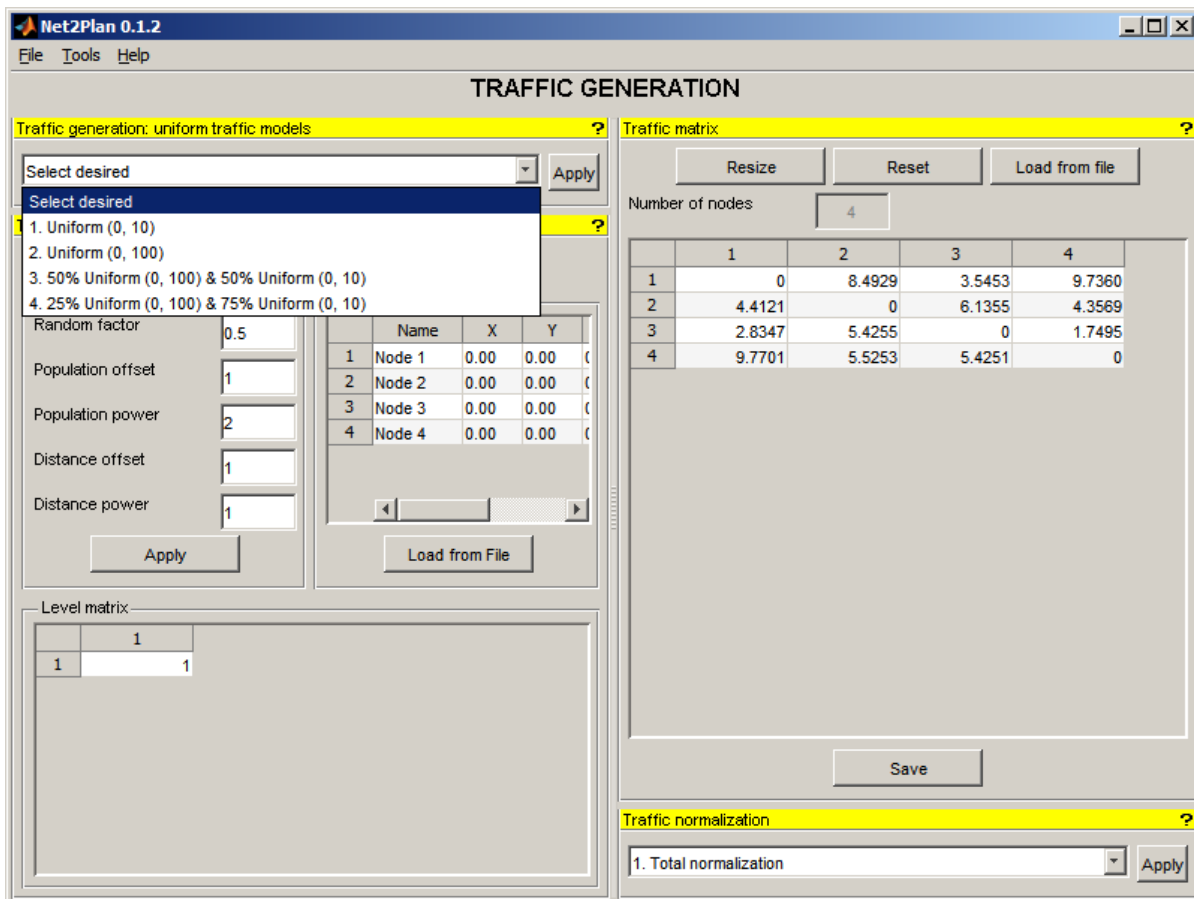 Net2Plan 0.1.2
File Tools Help
TRAFFIC GENERATION
Traffic generation: uniform traffic models ?
Select desired Apply
Select desired
1. Uniform (0, 10)
2. Uniform (0, 100)
3. 50% Uniform (0, 100) & 50% Uniform (0, 10)
4. 25% Uniform (0, 100) & 75% Uniform (0, 10)
?
Random factor 0.5
Population offset 1
Population power 2
Distance offset 1
Distance power 1
Apply
Name X Y
1 Node 1 0.00 0.00
2 Node 2 0.00 0.00
3 Node 3 0.00 0.00
4 Node 4 0.00 0.00
Load from File
Level matrix
1
1 1
Traffic matrix ?
Resize Reset Load from file
Number of nodes 4
1 2 3 4
1 0 8.4929 3.5453 9.7360
2 4.4121 0 6.1355 4.3569
3 2.8347 5.4255 0 1.7495
4 9.7701 5.5253 5.4251 0
Save
Traffic normalization ?
1. Total normalization Apply